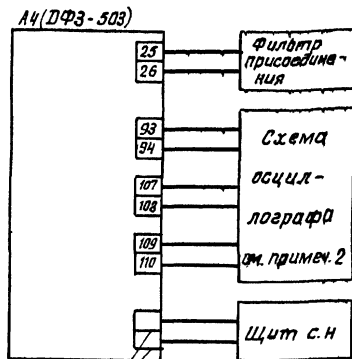 А4(ДФЗ-503)
25
26
Фильтр
присоедине-
ния
93
94
107
108
109
110
Схема
осцил-
лографа
см. примеч. 2
Щит с.н